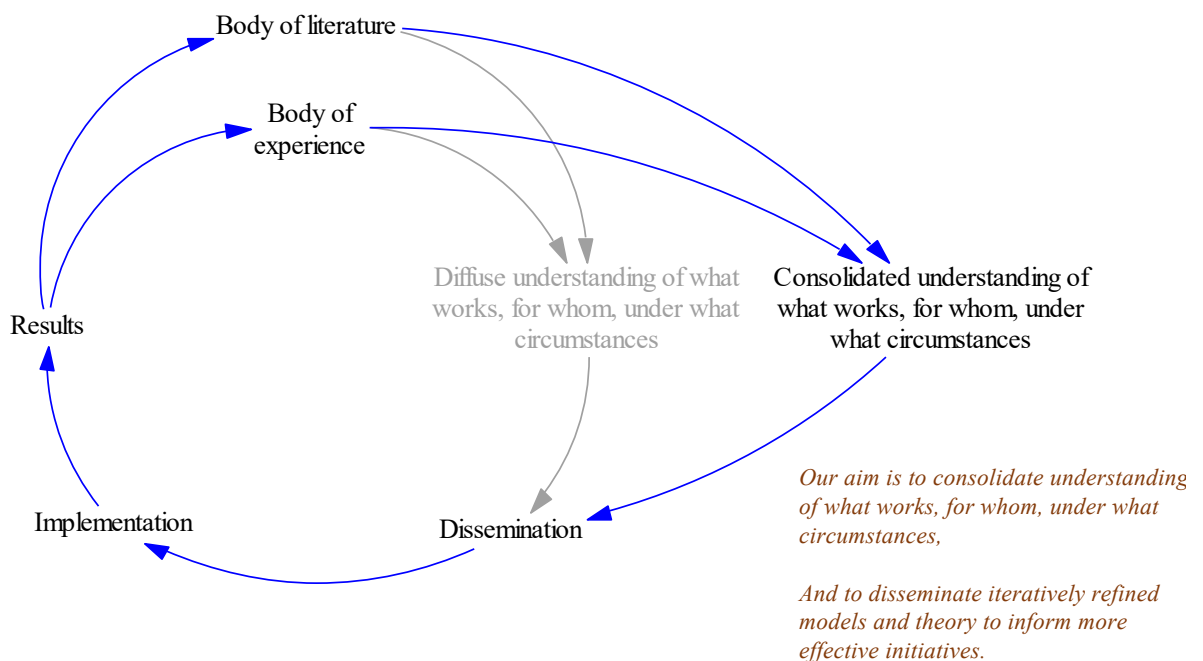 Body of literature
Body of
experience
Diffuse understanding of what
works, for whom, under what
circumstances
Consolidated understanding of
what works, for whom, under
what circumstances
Results
Implementation
Dissemination
Our aim is to consolidate understanding
of what works, for whom, under what
circumstances,
And to disseminate iteratively refined
models and theory to inform more
effective initiatives.